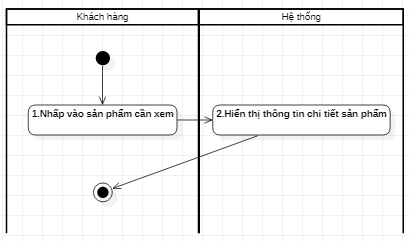 Khách hàng
Hệ thống
1.Nhấp vào sản phẩm cần xem
2.Hiển thị thông tin chi tiết sản phẩm